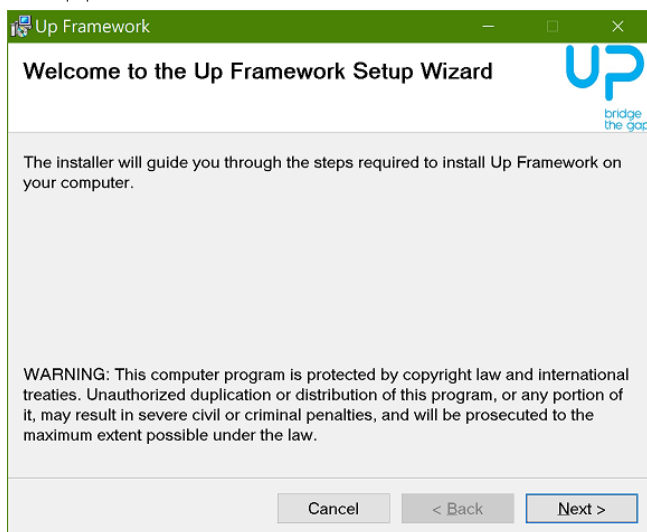 Up Framework
Welcome to the Up Framework Setup Wizard
UP
bridge
the gap
The installer will guide you through the steps required to install Up Framework on
your computer.
WARNING: This computer program is protected by copyright law and international
treaties. Unauthorized duplication or distribution of this program, or any portion of
it, may result in severe civil or criminal penalties, and will be prosecuted to the
maximum extent possible under the law.
Cancel
< Back
Next >